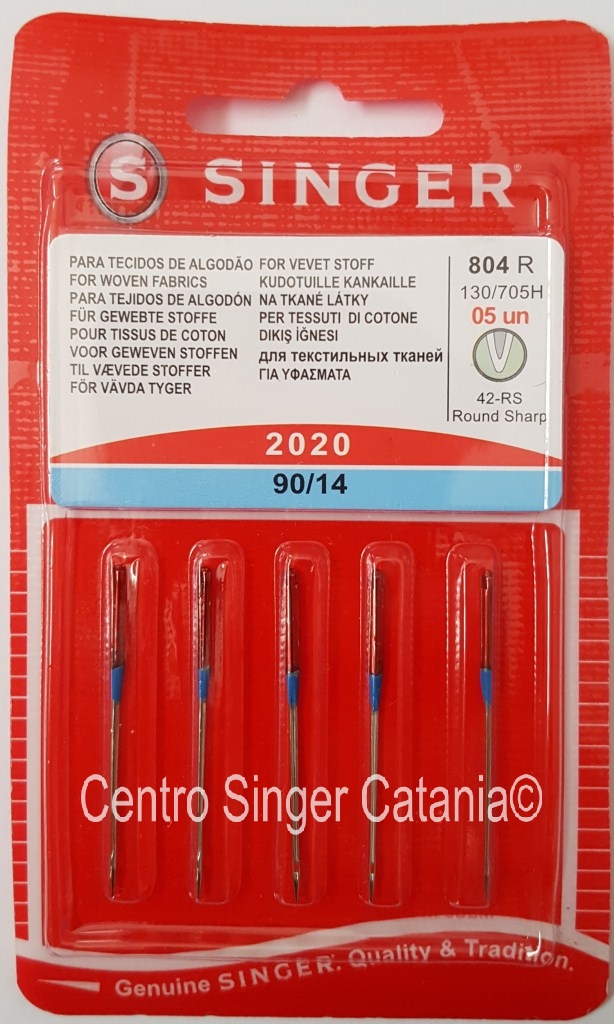 S SINGER®
PARA TECIDOS DE ALGODÃO
FOR WOVEN FABRICS
PARA TEJIDOS DE ALGODÓN
FÜR GEWEBTE STOFFE
POUR TISSUS DE COTON
VOOR GEWEVEN STOFFEN
TIL VÆVEDE STOFFER
FÖR VÄVDA TYGER
FOR VEVET STOFF
KUDOTUILLE KANKAILLE
NA TKANÉ LÁTKY
PER TESSUTI DI COTONE
DIKIŞ İĞNESI
для текстильных тканей
ΓΙΑ ΥΦΑΣΜΑΤΑ
804 R
130/705H
05 un
42-RS
Round Sharp
2020
90/14
Centro Singer Catania©
Genuine SINGER. Quality & Tradition.